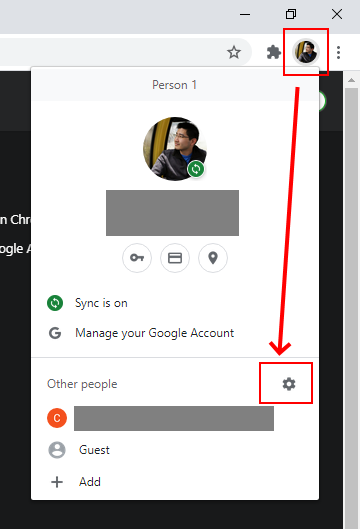 Person 1
n Chr
ogle A
Sync is on
G Manage your Google Account
Other people
C
Guest
Add